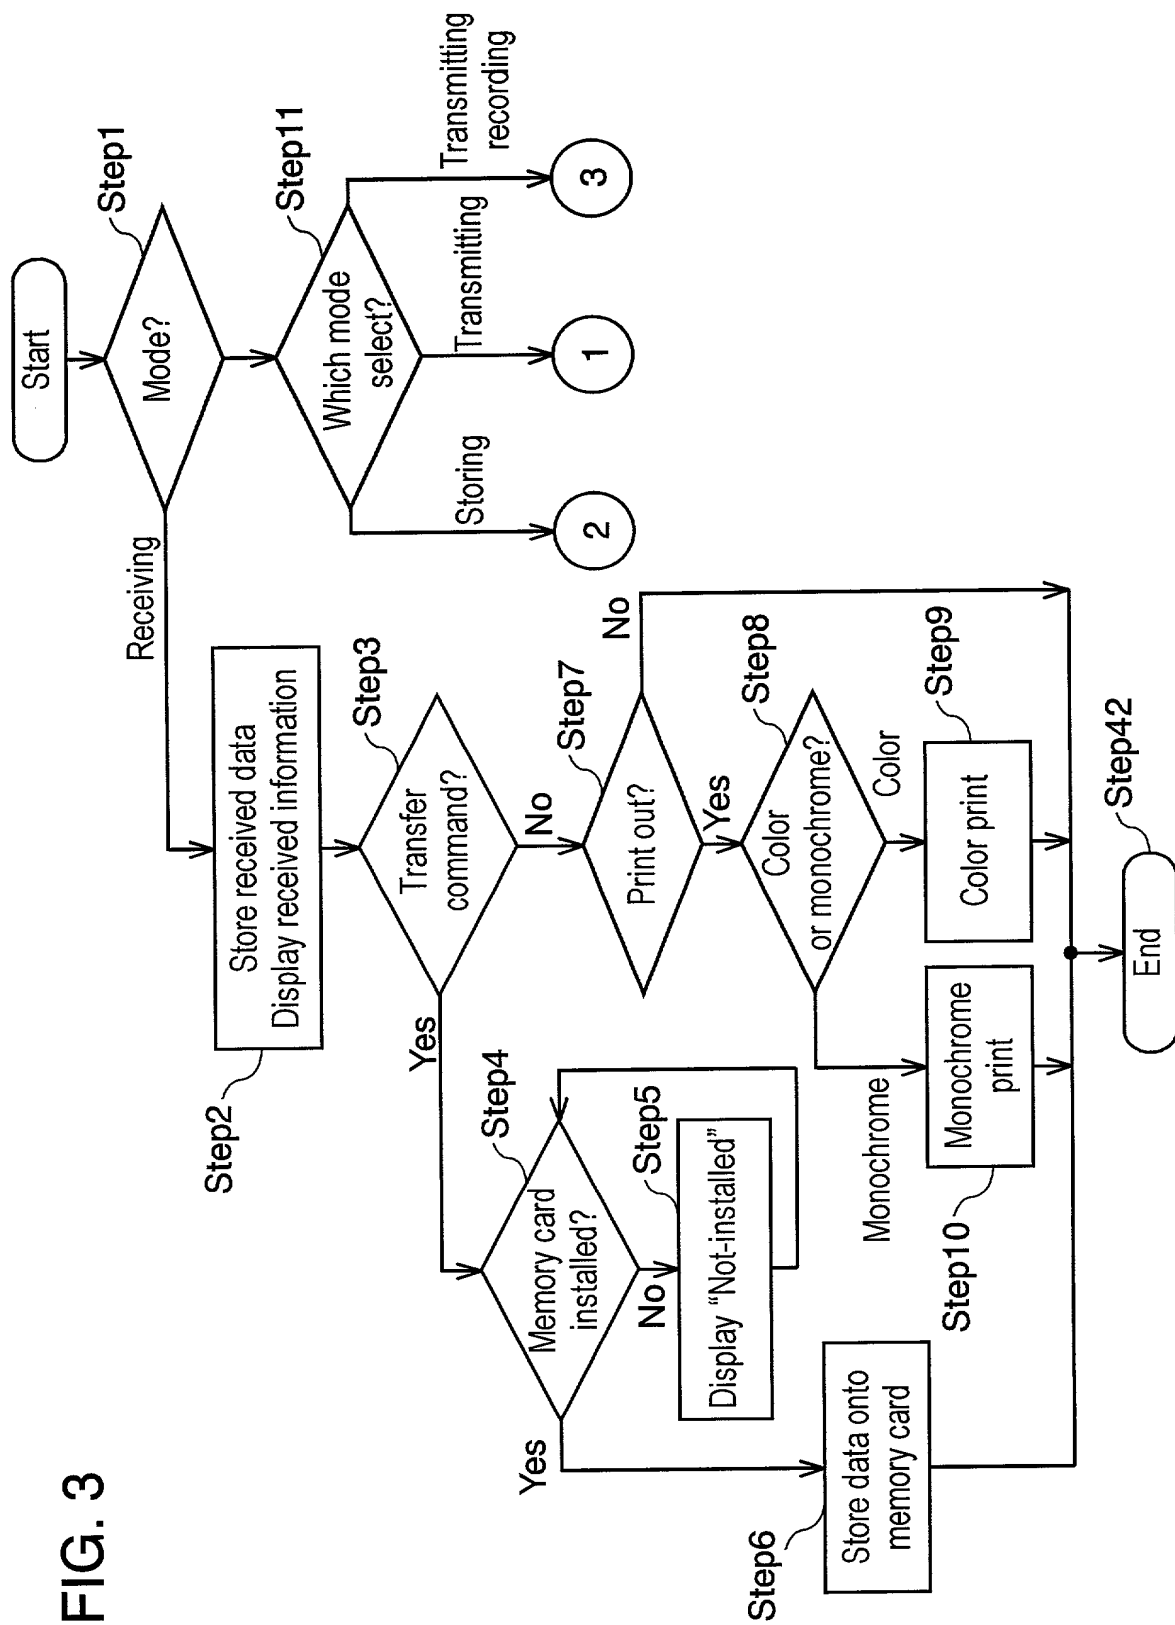 FIG. 3
Start
Step1
Mode?
Receiving
Step11
Which mode
select?
Storing
Transmitting
Transmitting
recording
2
1
3
Step2
Store received data
Display received information
Step3
Transfer
command?
Yes
No
Step4
Memory card
installed?
Yes
No
Step5
Display “Not-installed”
Step6
Store data onto
memory card
Step7
Print out?
No
Yes
Step8
Color
or monochrome?
Monochrome
Color
Step10
Monochrome
print
Step9
Color print
Step42
End